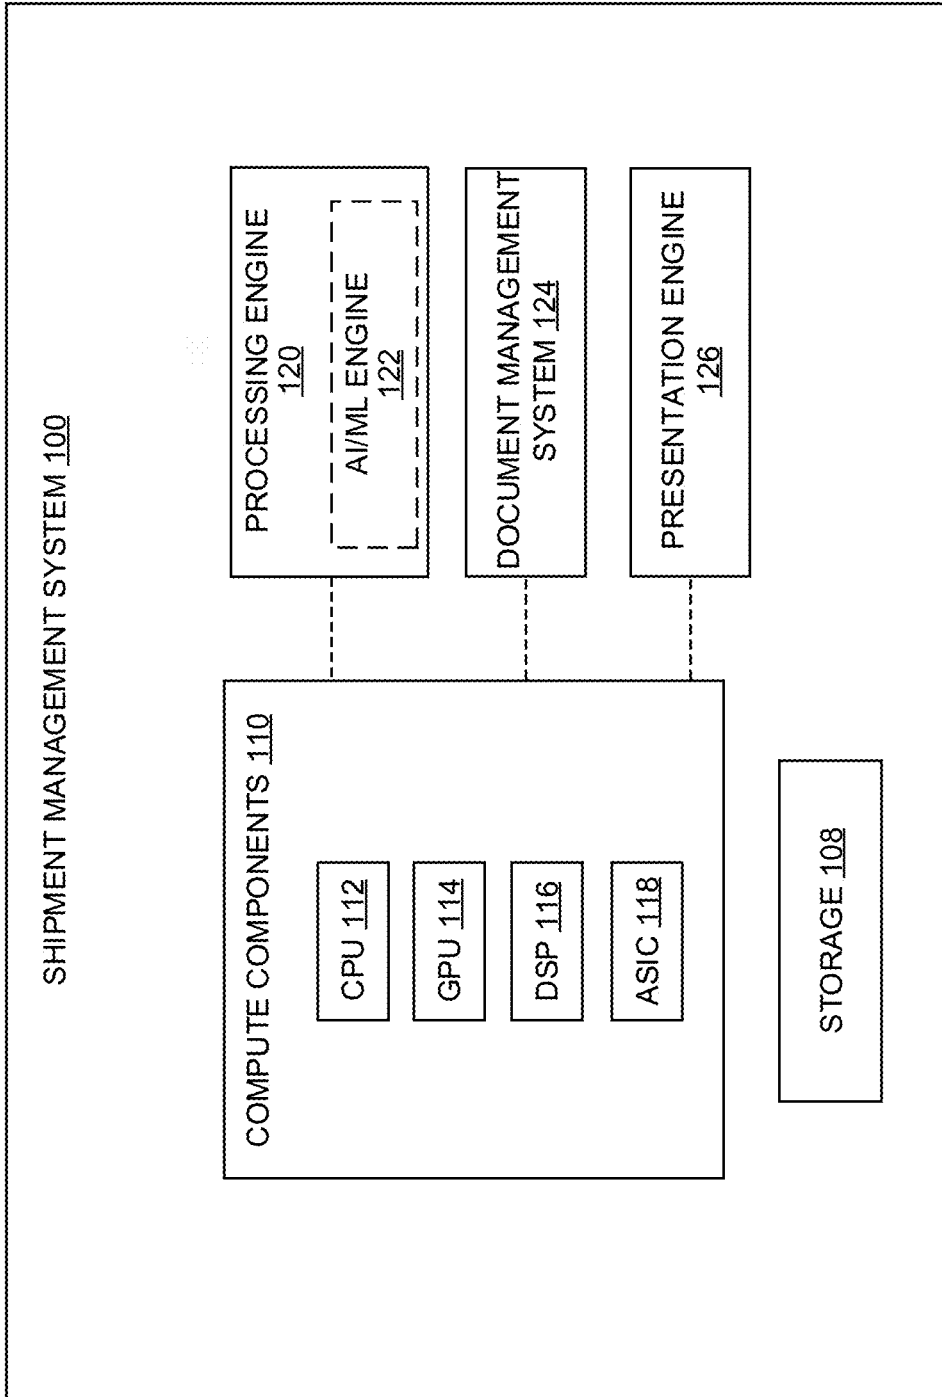 SHIPMENT MANAGEMENT SYSTEM 100
COMPUTE COMPONENTS 110
CPU 112
GPU 114
DSP 116
ASIC 118
STORAGE 108
PROCESSING ENGINE
120
AI/ML ENGINE
122
DOCUMENT MANAGEMENT
SYSTEM 124
PRESENTATION ENGINE
126